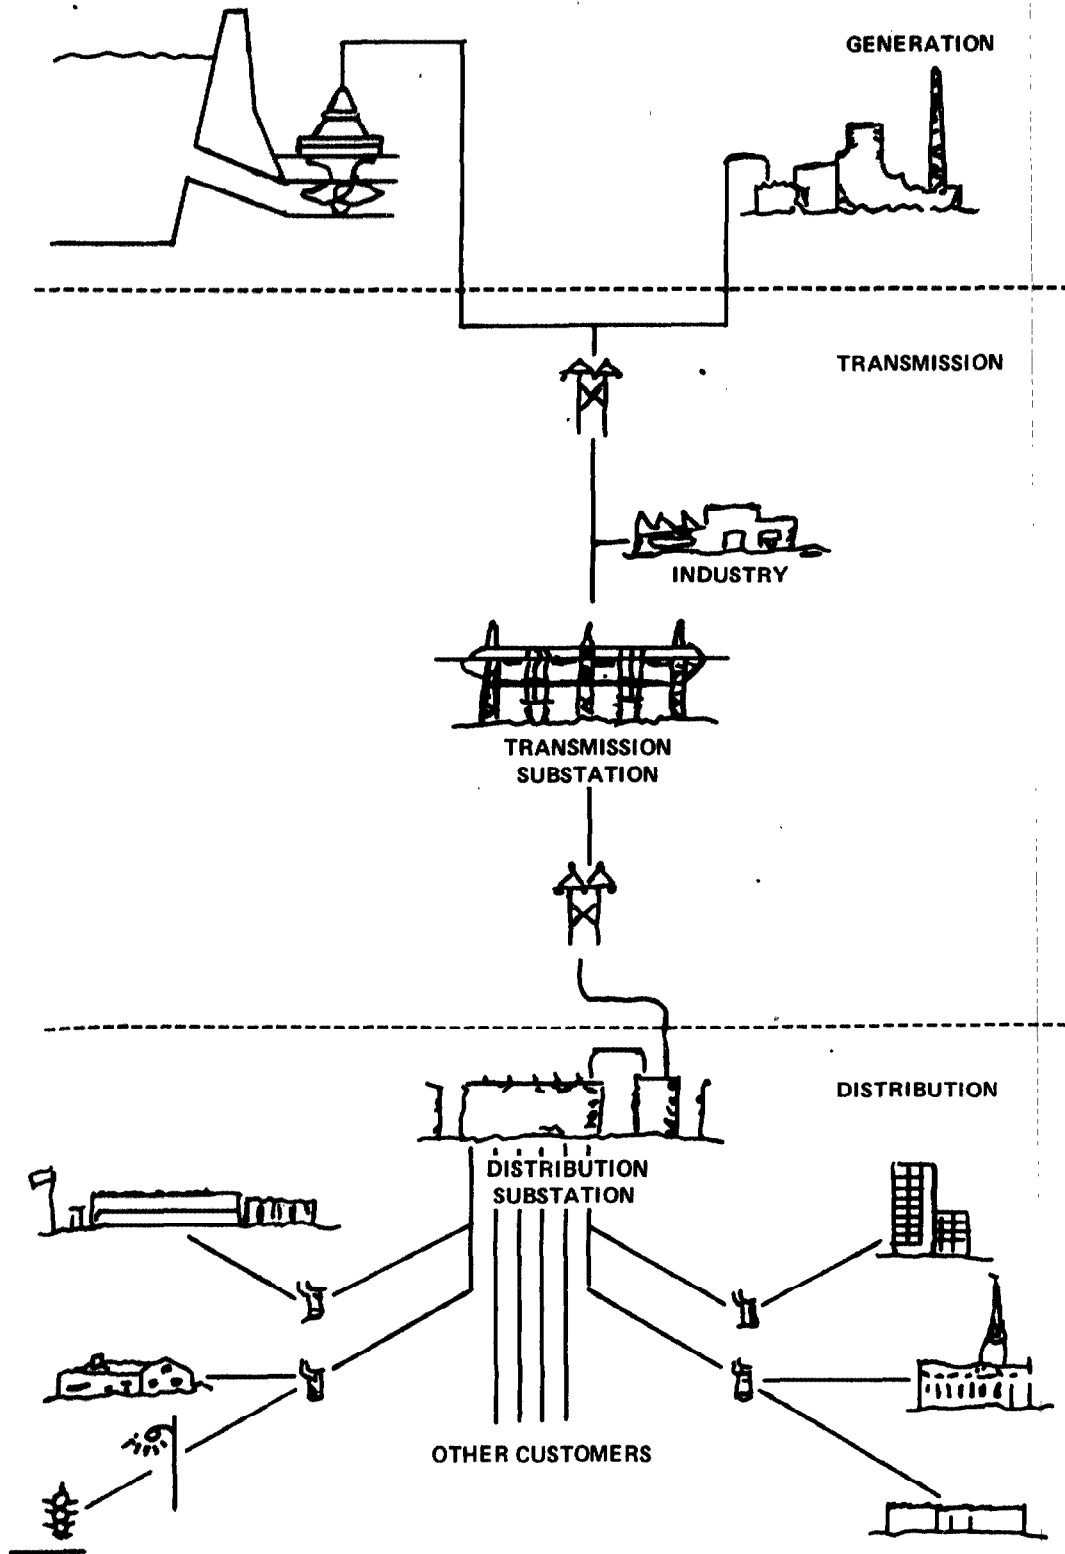 GENERATION
TRANSMISSION
INDUSTRY
TRANSMISSION
SUBSTATION
DISTRIBUTION
DISTRIBUTION
SUBSTATION
OTHER CUSTOMERS